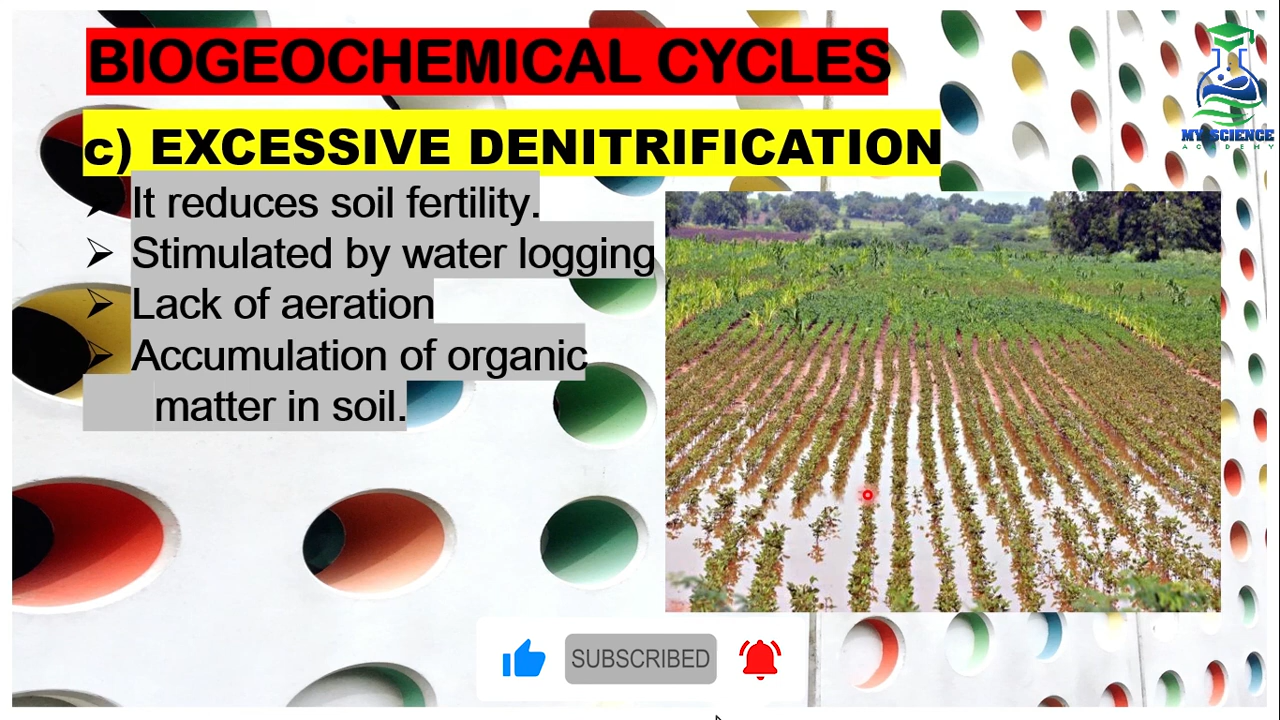 BIOGEOCHEMICAL CYCLES
c) EXCESSIVE DENITRIFICATION
It reduces soil fertility.
Stimulated by water logging
Lack of aeration
Accumulation of organic
matter in soil.
MY SCIENCE
ACADEMY
SUBSCRIBED